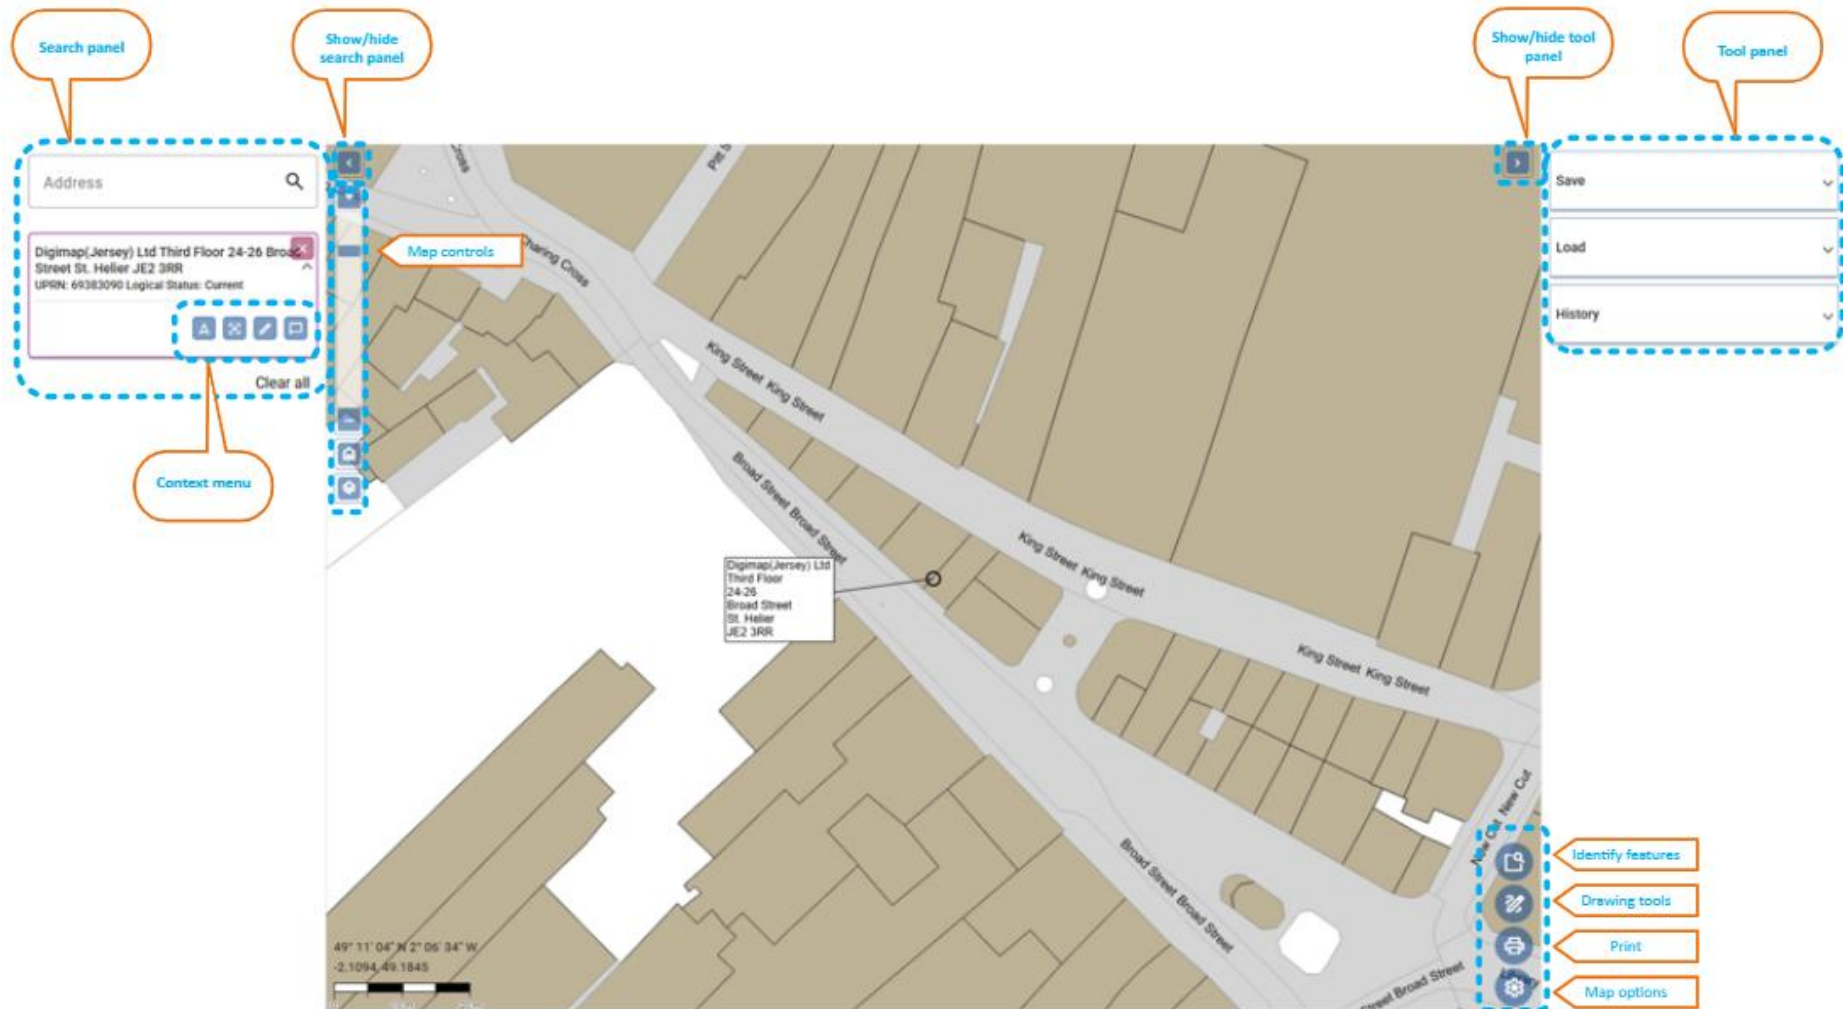 Search panel
Show/hide
search panel
Show/hide tool
panel
Tool panel
Address
Digimap(Jersey) Ltd Third Floor 24-26 Broad
Street St. Helier JE2 3RR
UPRN: 69383090 Logical Status: Current
Clear all
Context menu
Map controls
Save
Load
History
Cross
Pitt S
Charing Cross
King Street King Street
Broad Street Broad Street
King Street King Street
Digimap(Jersey) Ltd
Third Floor
24-26
Broad Street
St. Helier
JE2 3RR
King Street King Street
New Cut New Cut
Broad Street Broad Street
Street Broad Street
Identify features
Drawing tools
Print
Map options
49° 11' 04" N 2° 06' 34" W
-2.1094, 49.1845